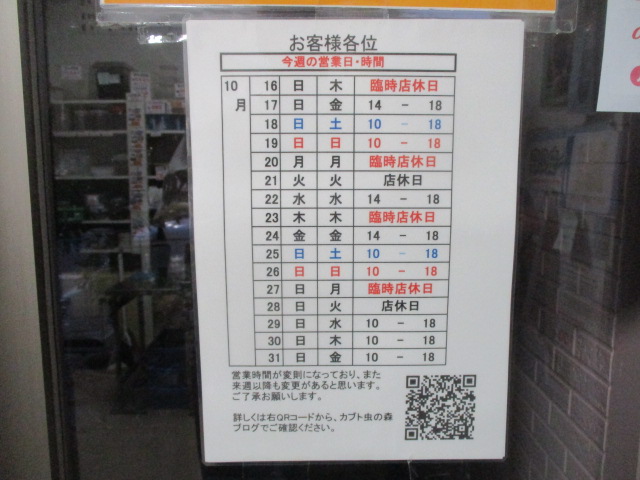 お客様各位
今週の営業日・時間
10月 16 日 木 臨時店休日
17 日 金 14 － 18
18 日 土 10 － 18
19 日 日 10 － 18
20 月 月 臨時店休日
21 火 火 店休日
22 水 水 14 － 18
23 木 木 臨時店休日
24 金 金 14 － 18
25 日 土 10 － 18
26 日 日 10 － 18
27 日 月 臨時店休日
28 日 火 店休日
29 日 水 10 － 18
30 日 木 10 － 18
31 日 金 10 － 18
営業時間が変則になっており、また
来週以降も変更があると思います。
ご了承お願いします。
詳しくは右QRコードから、カブト虫の森
ブログでご確認ください。